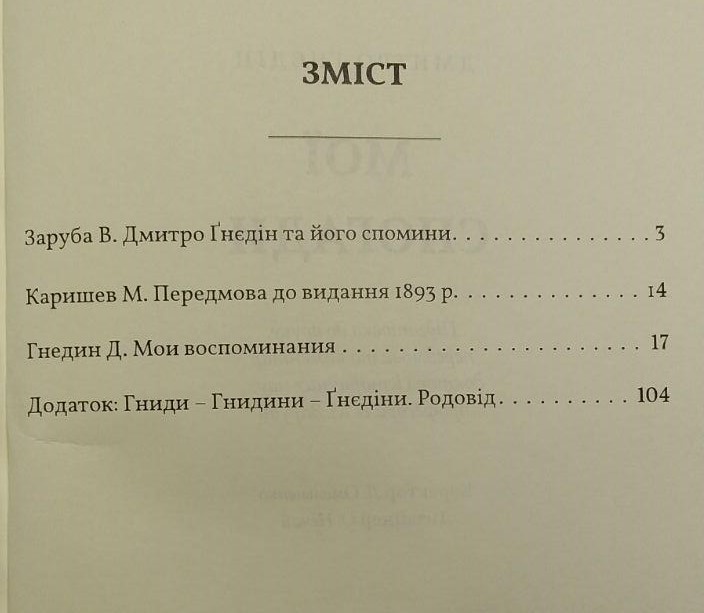 ЗМІСТ
Заруба В. Дмитро Ґнєдін та його спомини. . . . . . . . . . . . . . . 3
Каришев М. Передмова до видання 1893 р. . . . . . . . . . . . . . . 14
Гнедин Д. Мои воспоминания . . . . . . . . . . . . . . . . . . . . . . . . 17
Додаток: Гниди – Гнидини – Ґнєдіни. Родовід. . . . . . . . . . . 104